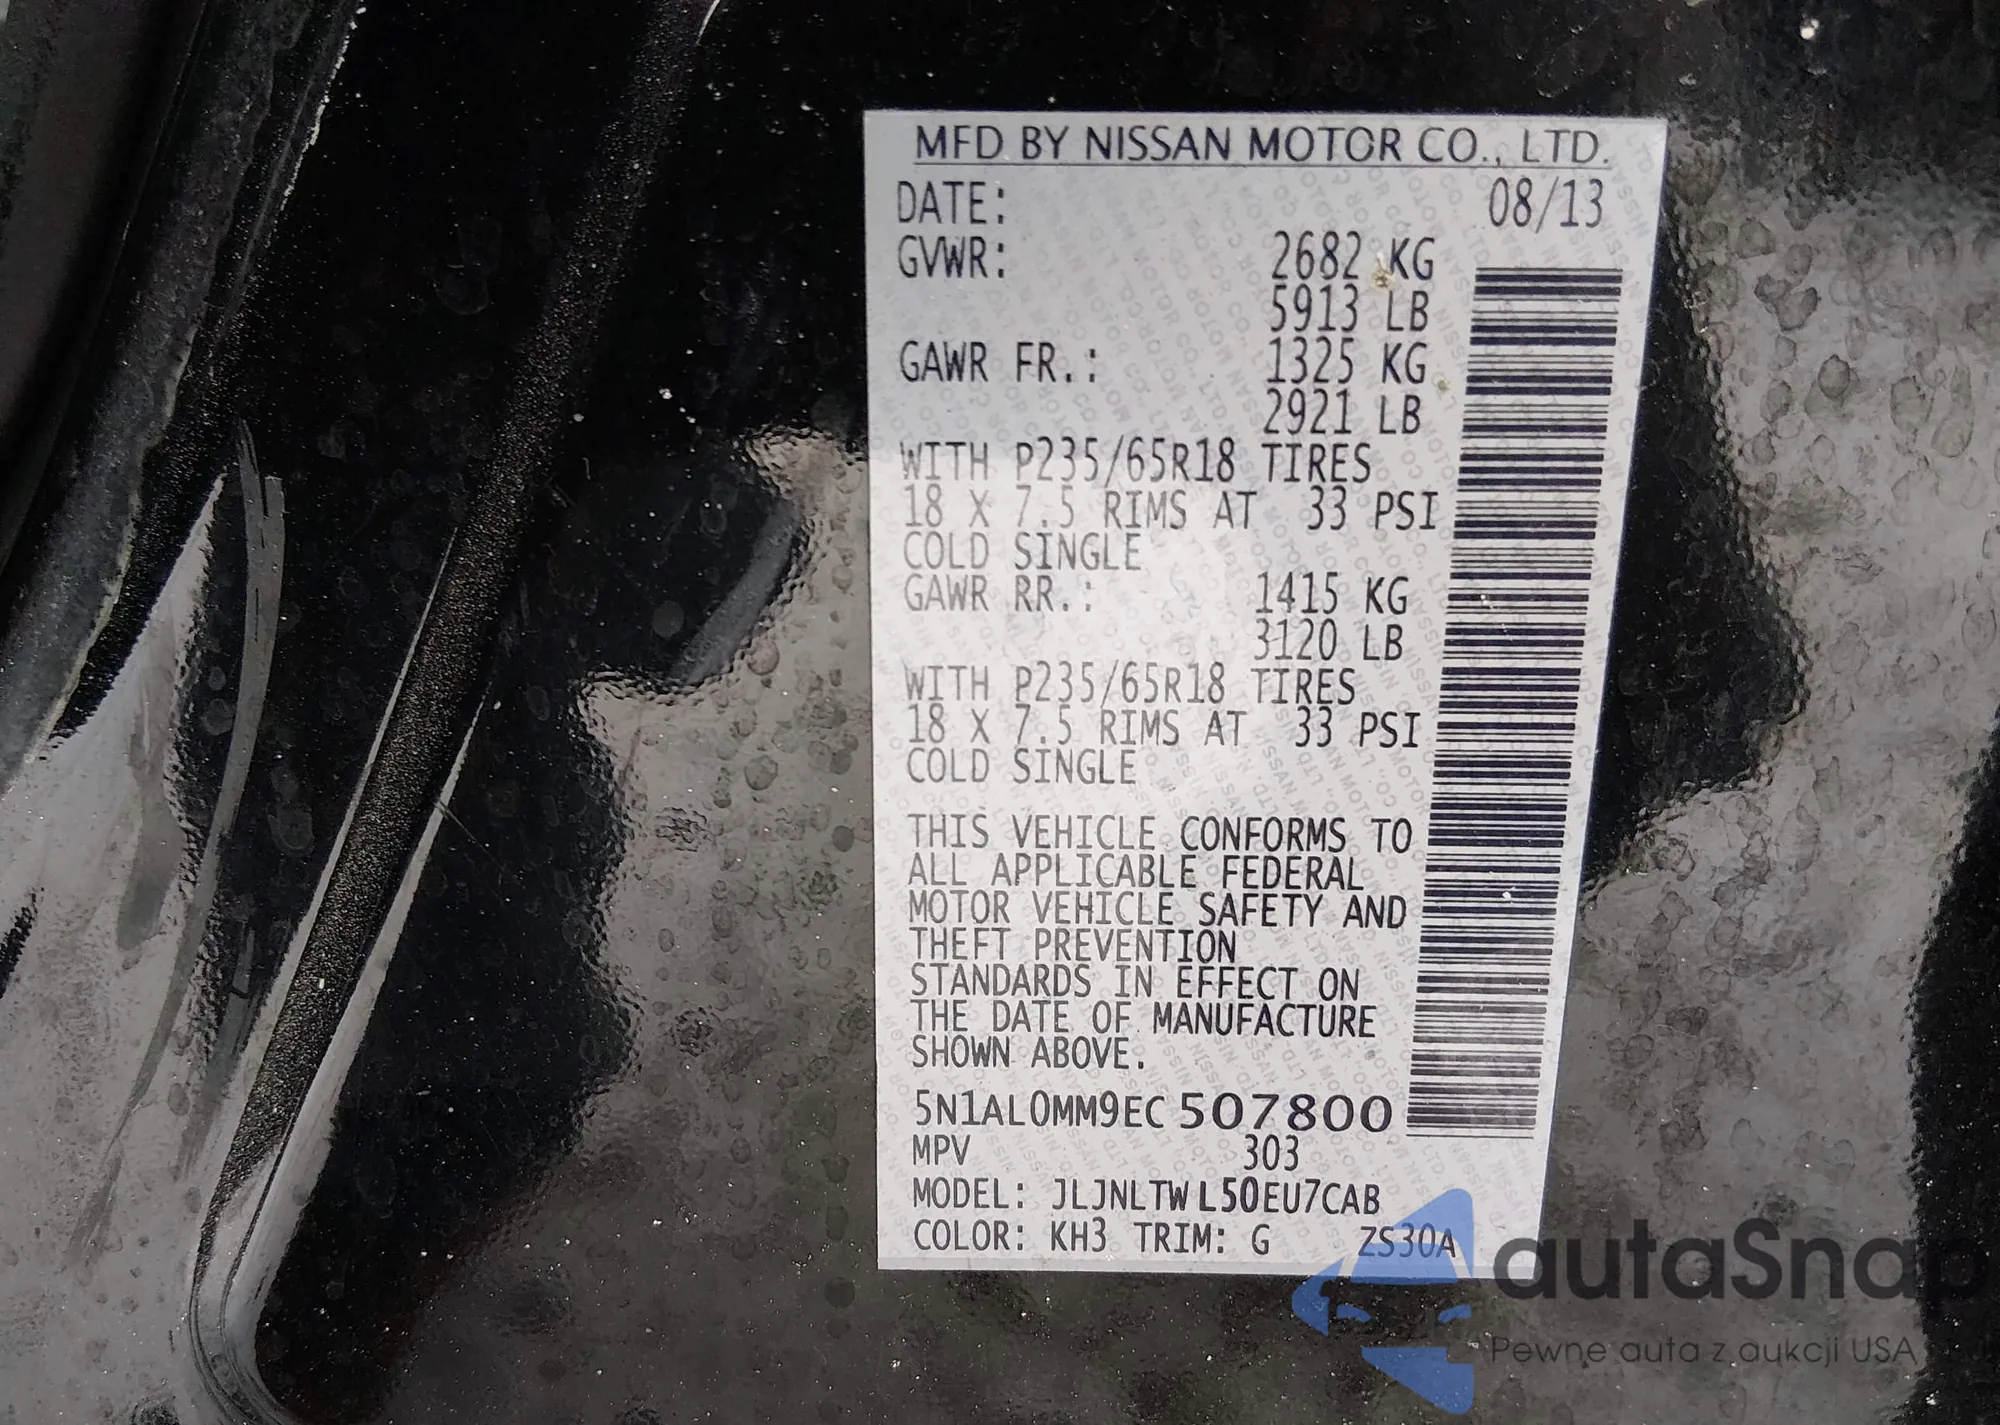 MFD BY NISSAN MOTOR CO., LTD.
DATE: 08/13
GVWR: 2682 KG
5913 LB
GAWR FR.: 1325 KG
2921 LB
WITH P235/65R18 TIRES
18 X 7.5 RIMS AT 33 PSI
COLD SINGLE
GAWR RR.: 1415 KG
3120 LB
WITH P235/65R18 TIRES
18 X 7.5 RIMS AT 33 PSI
COLD SINGLE
THIS VEHICLE CONFORMS TO
ALL APPLICABLE FEDERAL
MOTOR VEHICLE SAFETY AND
THEFT PREVENTION
STANDARDS IN EFFECT ON
THE DATE OF MANUFACTURE
SHOWN ABOVE.
5N1AL0MM9EC507800
MPV 303
MODEL: JLJNLTWL50EU7CAB
COLOR: KH3 TRIM: G ZS30A
autaSnap
Pewne auta z aukcji USA